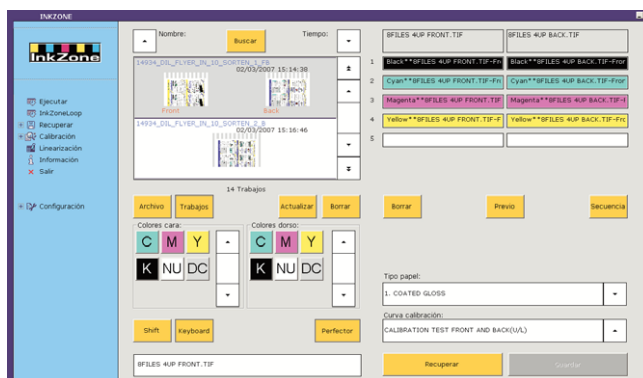 INKZONE
InkZone
Ejecutar
InkZoneLoop
Recuperar
Calibración
Linearización
Información
Salir
Configuración
Nombre:
Buscar
Tiempo:
14934_DIL_FLYER_IN_10_SORTEN_1_FB
02/03/2007 15:14:38
Front
Back
14934_DIL_FLYER_IN_10_SORTEN_2_B
02/03/2007 15:16:46
14 Trabajos
Archivo
Trabajos
Actualizar
Borrar
Colores cara:
C M Y
K NU DC
Colores dorso:
C M Y
K NU DC
Shift
Keyboard
Perfector
8FILES 4UP FRONT.TIF
8FILES 4UP FRONT.TIF
8FILES 4UP BACK.TIF
1 Black**8FILES 4UP FRONT.TIF-Fro Black**8FILES 4UP BACK.TIF-Fror
2 Cyan**8FILES 4UP FRONT.TIF-Fn Cyan**8FILES 4UP BACK.TIF-Fror
3 Magenta**8FILES 4UP FRONT.TIF Magenta**8FILES 4UP BACK.TIF-I
4 Yellow**8FILES 4UP FRONT.TIF-F Yellow**8FILES 4UP BACK.TIF-Frc
5
Borrar
Previo
Secuencia
Tipo papel:
1. COATED GLOSS
Curva calibración:
CALIBRATION TEST FRONT AND BACK(U/L)
Recuperar
Guardar